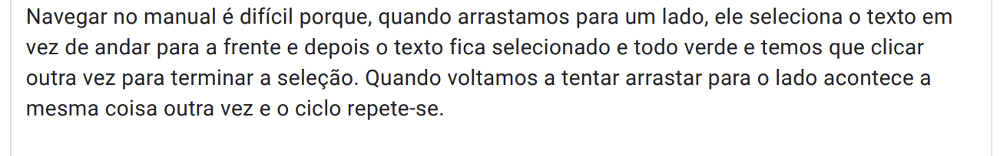 Navegar no manual é difícil porque, quando arrastamos para um lado, ele seleciona o texto em
vez de andar para a frente e depois o texto fica selecionado e todo verde e temos que clicar
outra vez para terminar a seleção. Quando voltamos a tentar arrastar para o lado acontece a
mesma coisa outra vez e o ciclo repete-se.